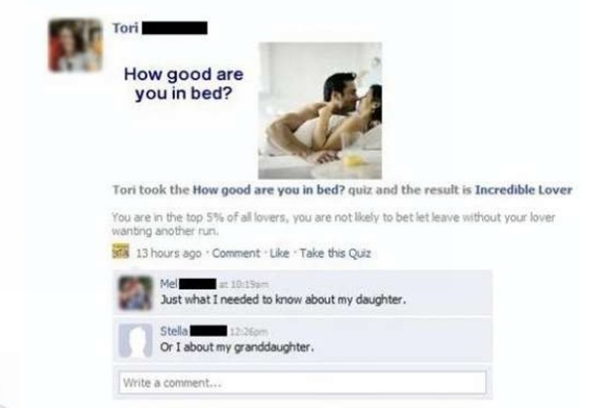 Tori
How good are
you in bed?
Tori took the How good are you in bed? quiz and the result is Incredible Lover
You are in the top 5% of all lovers, you are not likely to bet let leave without your lover
wanting another run.
13 hours ago · Comment · Like · Take this Quiz
Mel at 10:19am
Just what I needed to know about my daughter.
Stella 12:26pm
Or I about my granddaughter.
Write a comment...